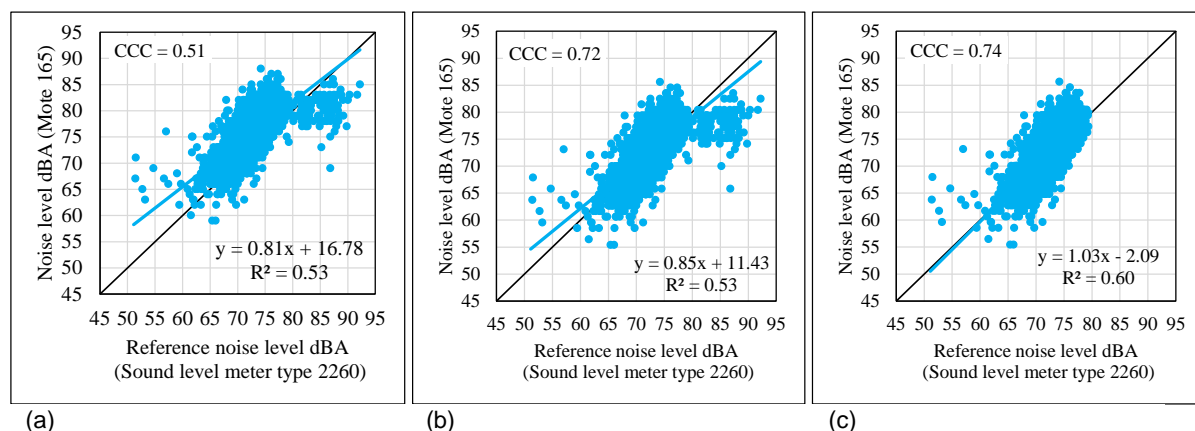 CCC = 0.51
Noise level dBA (Mote 165)
95
90
85
80
75
70
65
60
55
50
45
y = 0.81x + 16.78
R² = 0.53
45 50 55 60 65 70 75 80 85 90 95
Reference noise level dBA
(Sound level meter type 2260)
(a)
CCC = 0.72
Noise level dBA (Mote 165)
95
90
85
80
75
70
65
60
55
50
45
y = 0.85x + 11.43
R² = 0.53
45 50 55 60 65 70 75 80 85 90 95
Reference noise level dBA
(Sound level meter type 2260)
(b)
CCC = 0.74
Noise level dBA (Mote 165)
95
90
85
80
75
70
65
60
55
50
45
y = 1.03x - 2.09
R² = 0.60
45 50 55 60 65 70 75 80 85 90 95
Reference noise level dBA
(Sound level meter type 2260)
(c)